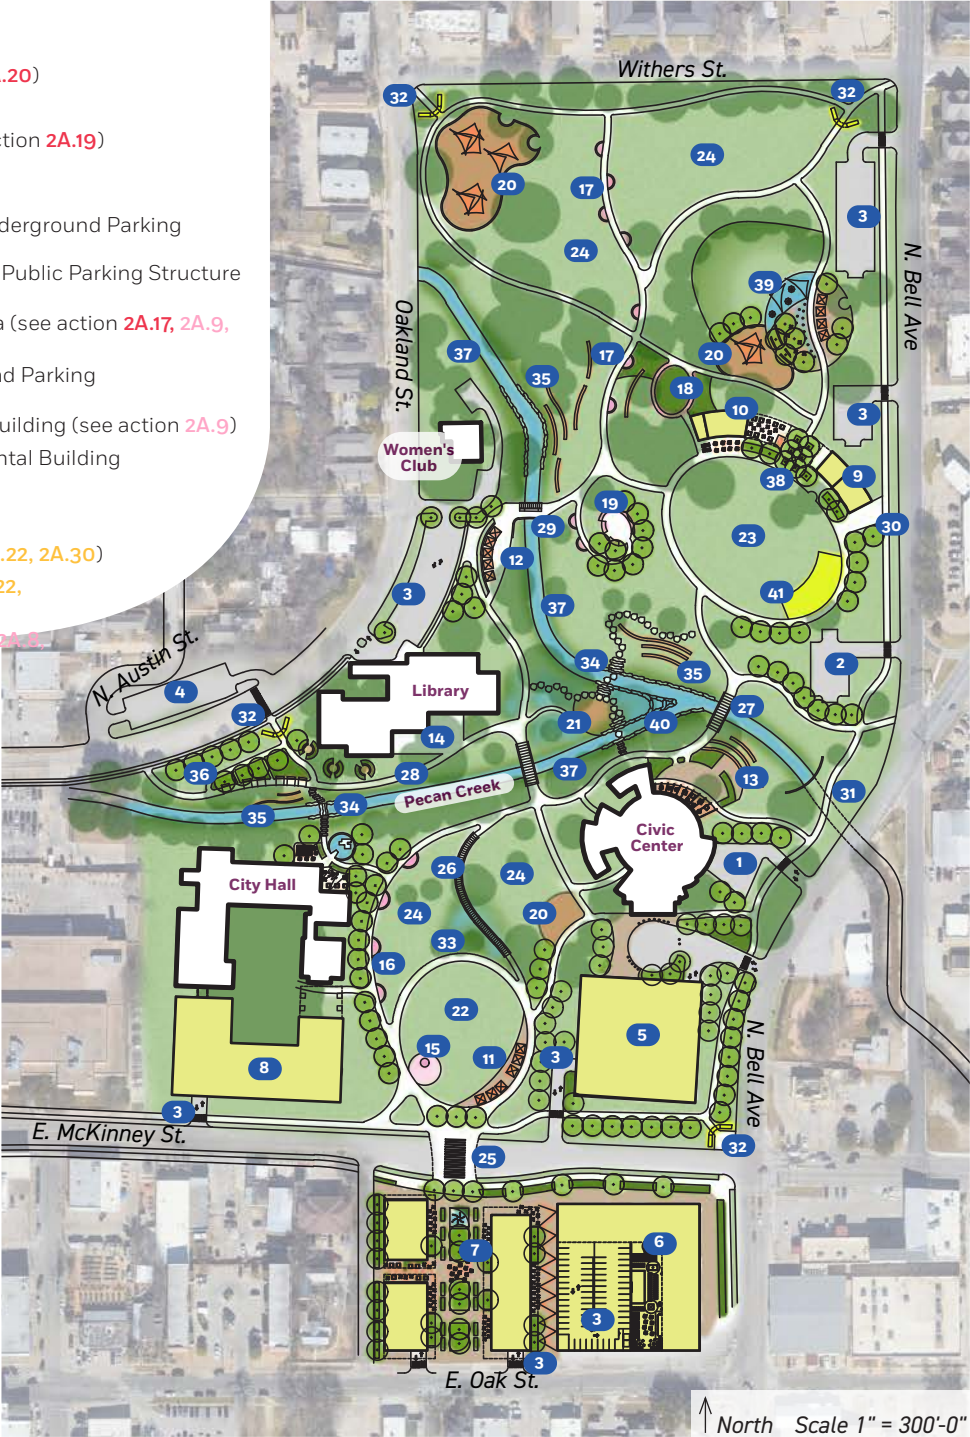 .20)
ction 2A.19)
derground Parking
Public Parking Structure
a (see action 2A.17, 2A.9,
nd Parking
uilding (see action 2A.9)
ntal Building
.22, 2A.30)
22,
2A.8,
Withers St.
32
32
24
20
17
3
24
N. Bell Ave
39
Oakland St.
37
17
20
35
18
10
3
Women's
Club
38
9
19
30
29
23
12
3
41
37
N. Austin St.
34
2
35
4
Library
32
27
21
40
14
36
28
37
13
Pecan Creek
31
34
35
Civic
Center
1
26
24
City Hall
24
20
33
16
22
5
15
11
3
N. Bell Ave
8
3
E. McKinney St.
32
25
7
6
3
3
E. Oak St.
North Scale 1" = 300'-0"